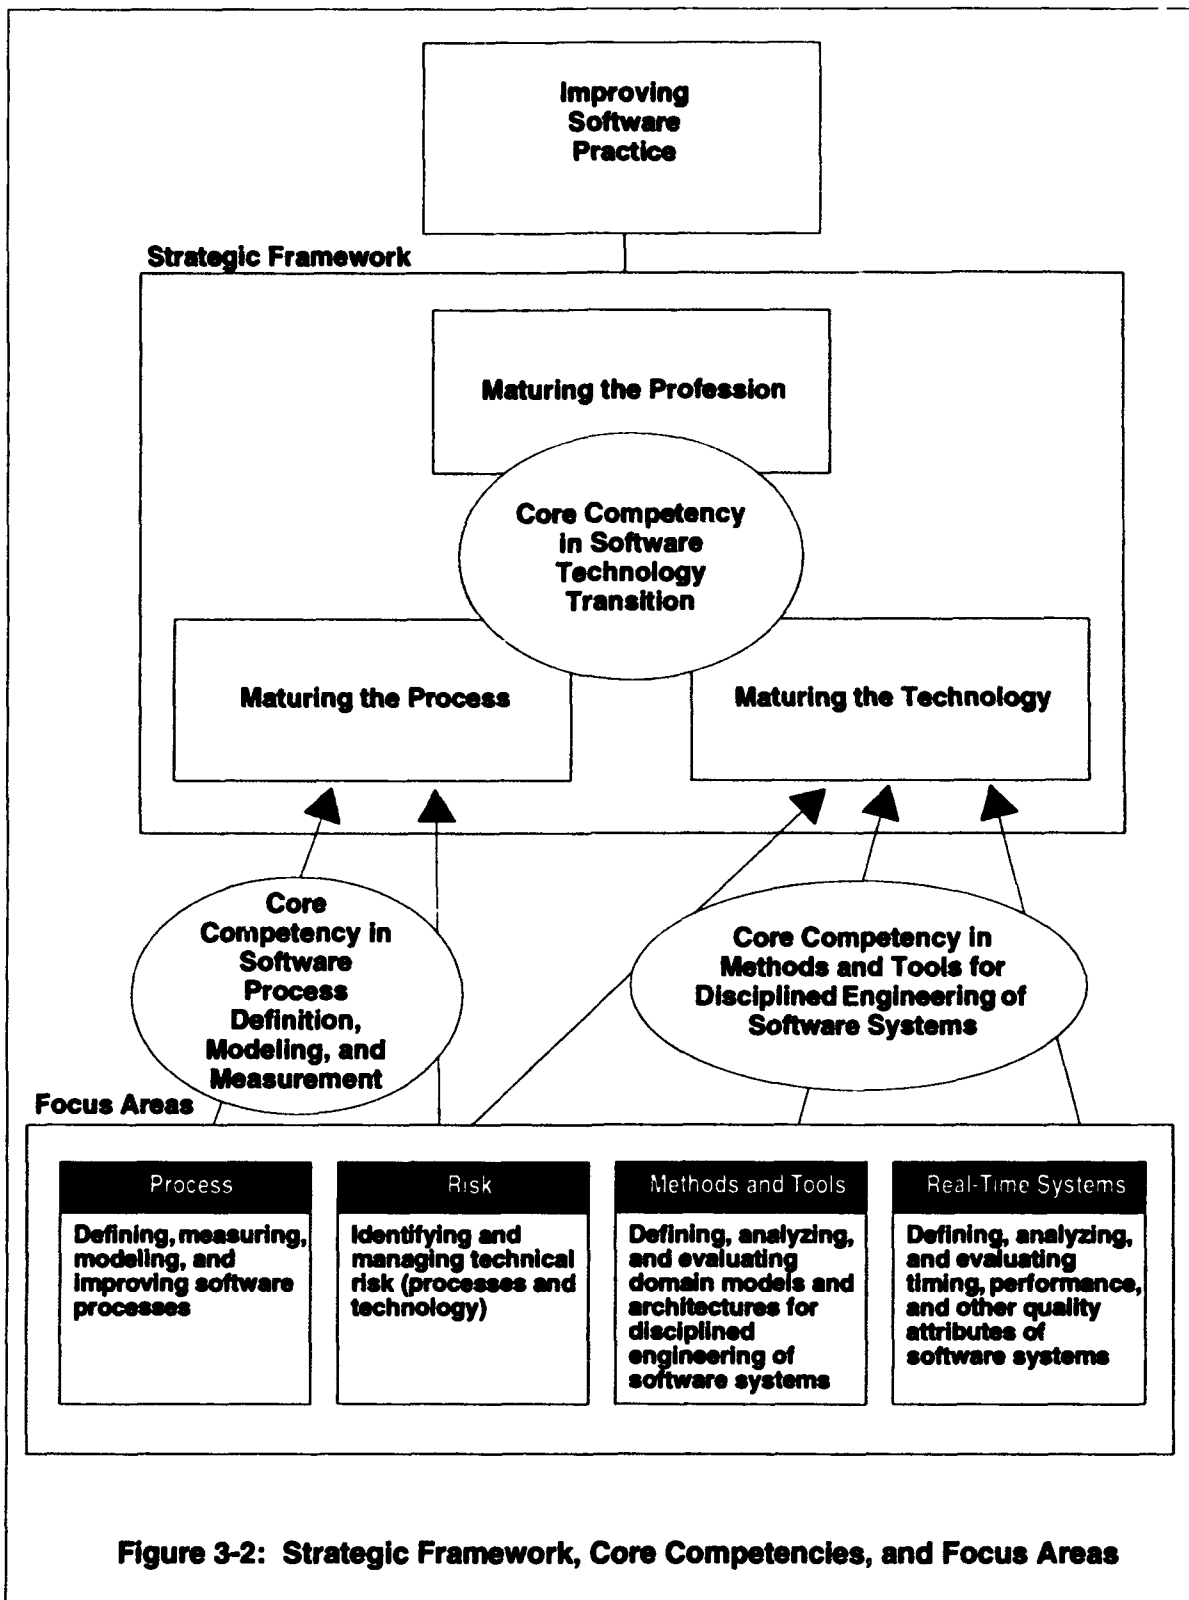 Improving
Software
Practice
Strategic Framework
Maturing the Profession
Core Competency
in Software
Technology
Transition
Maturing the Process
Maturing the Technology
Core
Competency in
Software
Process
Definition,
Modeling, and
Measurement
Core Competency in
Methods and Tools for
Disciplined Engineering of
Software Systems
Focus Areas
Process
Defining, measuring,
modeling, and
improving software
processes
Risk
Identifying and
managing technical
risk (processes and
technology)
Methods and Tools
Defining, analyzing,
and evaluating
domain models and
architectures for
disciplined
engineering of
software systems
Real-Time Systems
Defining, analyzing,
and evaluating
timing, performance,
and other quality
attributes of
software systems
Figure 3-2: Strategic Framework, Core Competencies, and Focus Areas